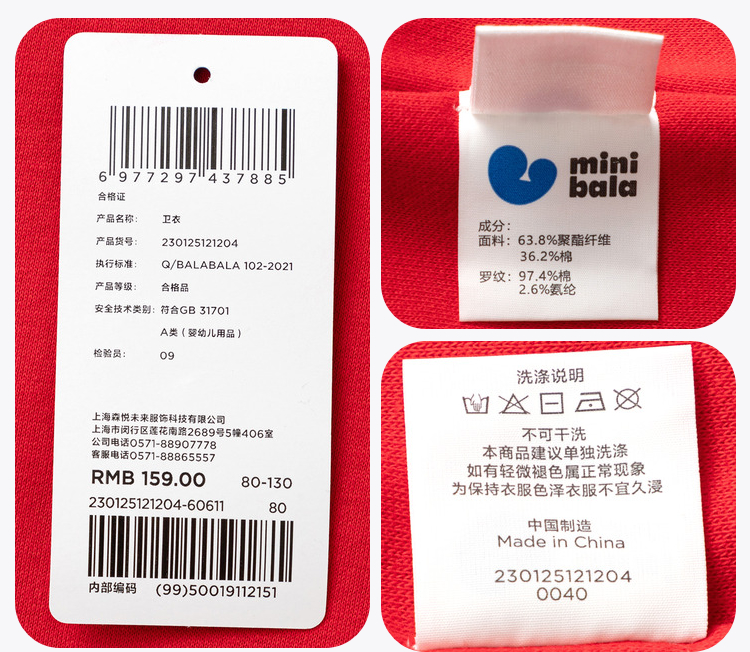 6 977297 437885
合格证
产品名称: 卫衣
产品货号: 230125121204
执行标准: Q/BALABALA 102-2021
产品等级: 合格品
安全技术类别: 符合GB 31701
A类 ( 婴幼儿用品 )
检验员: 09
上海森悦未来服饰科技有限公司
上海市闵行区莲花南路2689号5幢406室
公司电话0571-88907778
客服电话0571-88865557
RMB 159.00 80-130
230125121204-60611 80
内部编码 (99)50019112151
mini
bala
成分:
面料: 63.8%聚酯纤维
36.2%棉
罗纹: 97.4%棉
2.6%氨纶
洗涤说明
不可干洗
本商品建议单独洗涤
如有轻微褪色属正常现象
为保持衣服色泽衣服不宜久浸
中国制造
Made in China
230125121204
0040